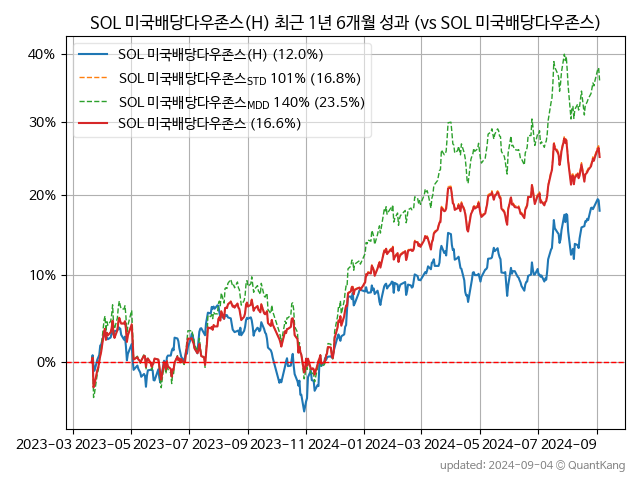 SOL 미국배당다우존스(H) 최근 1년 6개월 성과 (vs SOL 미국배당다우존스)
SOL 미국배당다우존스(H) (12.0%)
SOL 미국배당다우존스STD 101% (16.8%)
SOL 미국배당다우존스MDD 140% (23.5%)
SOL 미국배당다우존스 (16.6%)
40%
30%
20%
10%
0%
2023-03 2023-05 2023-07 2023-09 2023-11 2024-01 2024-03 2024-05 2024-07 2024-09
updated: 2024-09-04 © QuantKang